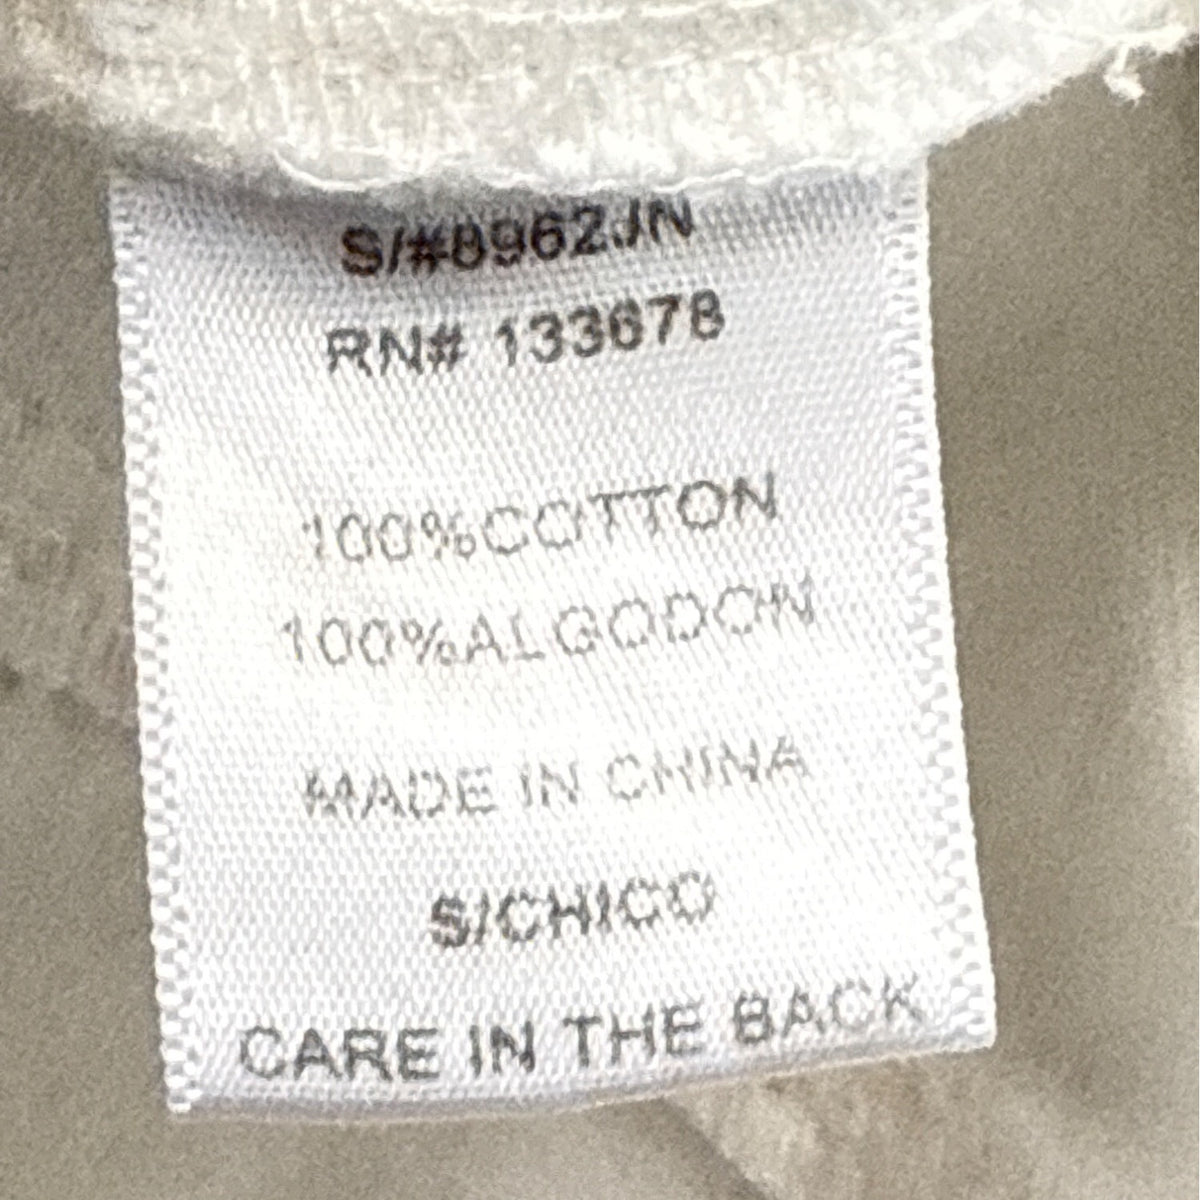 S/#8962JN
RN# 133678
100%COTTON
100%ALGODON
MADE IN CHINA
S/CHICO
CARE IN THE BACK